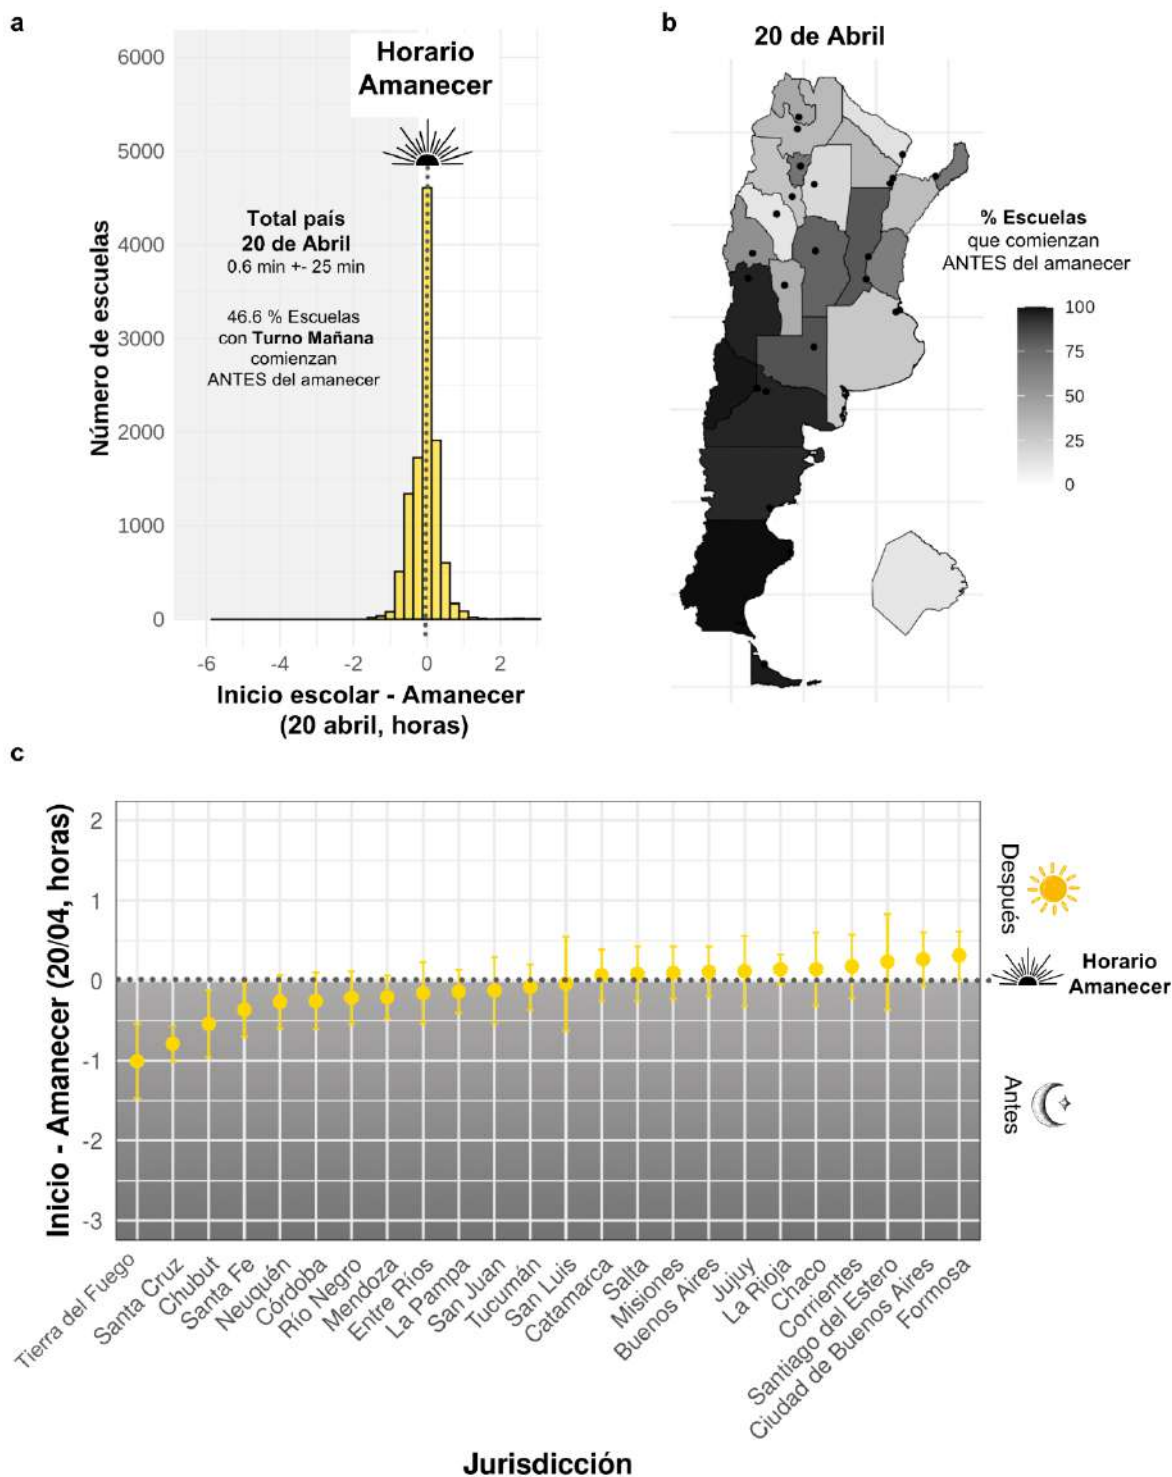 a
Horario
Amanecer
Total país
20 de Abril
0.6 min +- 25 min
46.6 % Escuelas
con Turno Mañana
comienzan
ANTES del amanecer
Número de escuelas
6000
5000
4000
3000
2000
1000
0
-6 -4 -2 0 2
Inicio escolar - Amanecer
(20 abril, horas)
b
20 de Abril
% Escuelas
que comienzan
ANTES del amanecer
100
75
50
25
0
c
Inicio - Amanecer (20/04, horas)
2
1
0
-1
-2
-3
Después
Horario
Amanecer
Antes
Tierra del Fuego
Santa Cruz
Chubut
Santa Fe
Neuquén
Córdoba
Río Negro
Mendoza
Entre Ríos
La Pampa
San Juan
Tucumán
San Luis
Catamarca
Salta
Misiones
Buenos Aires
Jujuy
La Rioja
Chaco
Corrientes
Santiago del Estero
Ciudad de Buenos Aires
Formosa
Jurisdicción